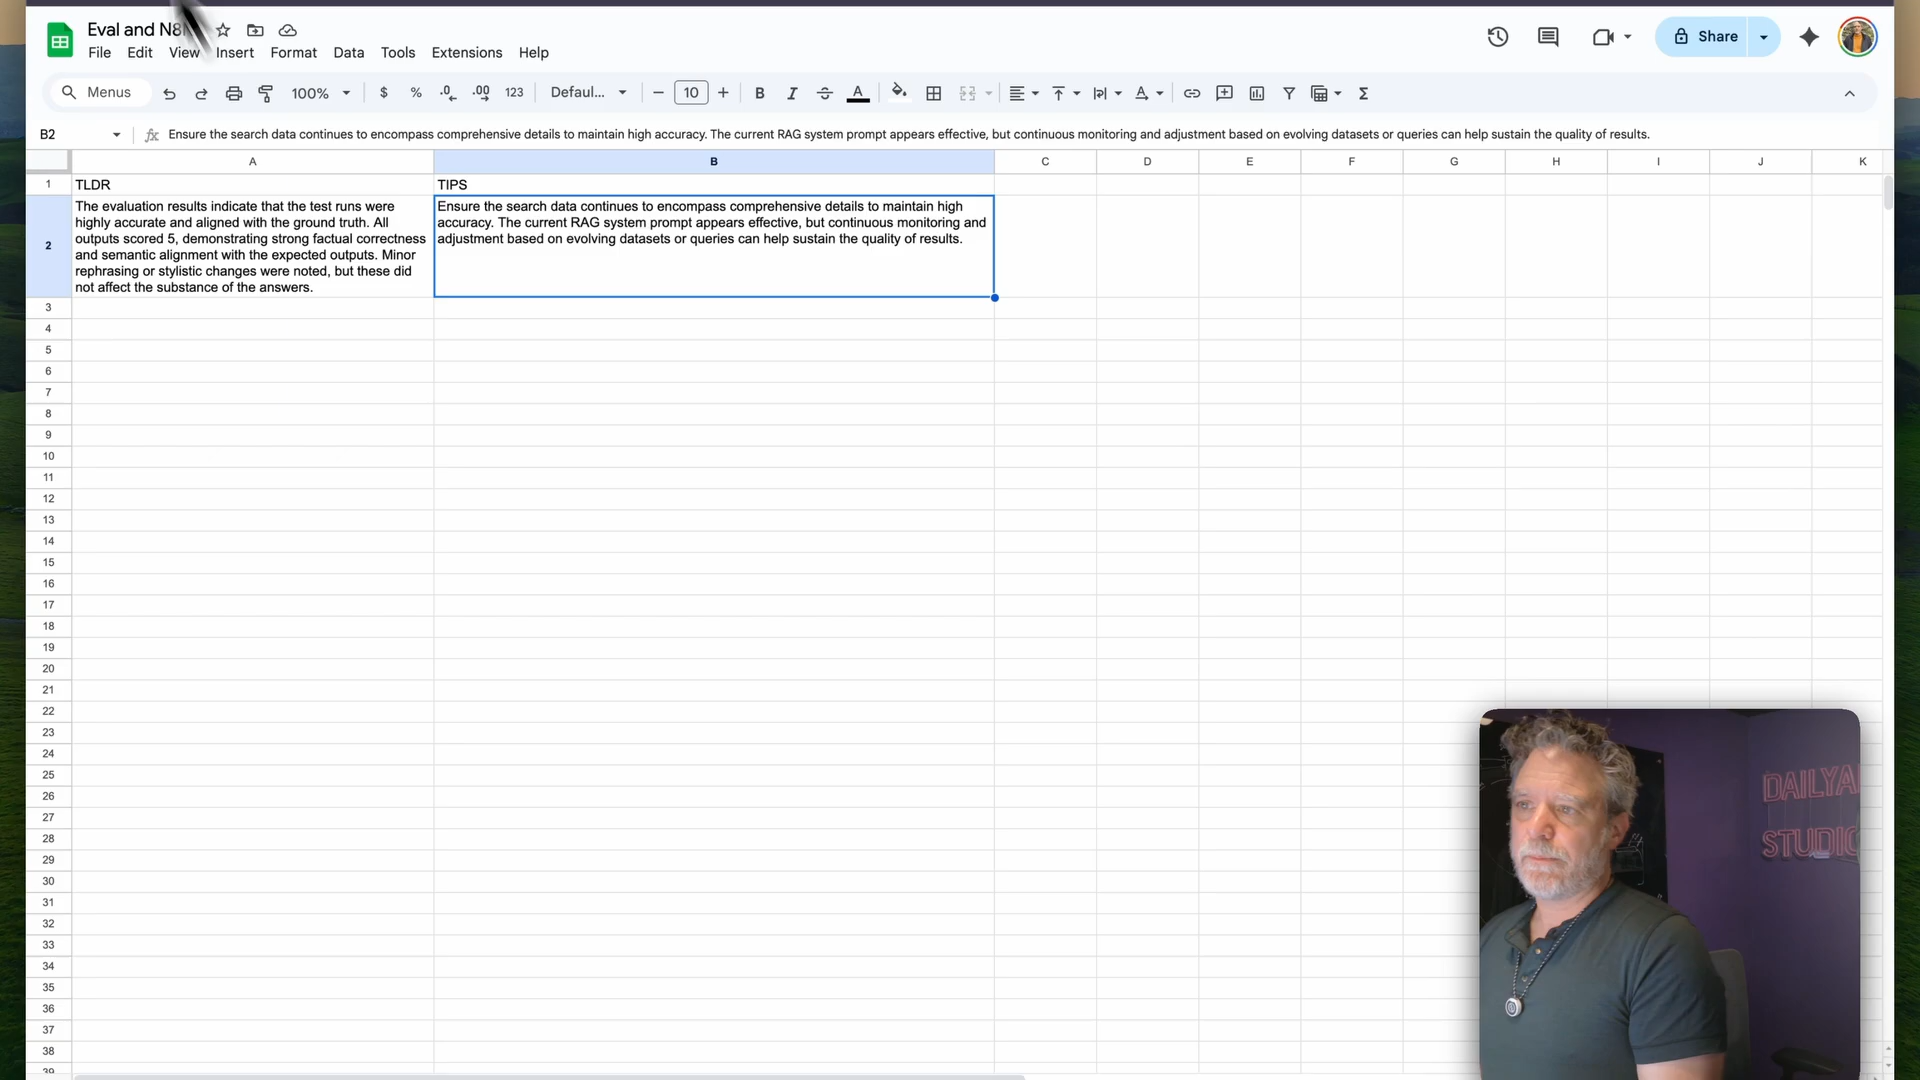 Eval and N8
File Edit View Insert Format Data Tools Extensions Help
Share
Menus 100% $ % .0 .00 123 Defaul... 10 B I S A Σ
B2 fx Ensure the search data continues to encompass comprehensive details to maintain high accuracy. The current RAG system prompt appears effective, but continuous monitoring and adjustment based on evolving datasets or queries can help sustain the quality of results.
A B C D E F G H I J K
1 TLDR TIPS
2
The evaluation results indicate that the test runs were
highly accurate and aligned with the ground truth. All
outputs scored 5, demonstrating strong factual correctness
and semantic alignment with the expected outputs. Minor
rephrasing or stylistic changes were noted, but these did
not affect the substance of the answers.
Ensure the search data continues to encompass comprehensive details to maintain high
accuracy. The current RAG system prompt appears effective, but continuous monitoring and
adjustment based on evolving datasets or queries can help sustain the quality of results.
3
4
5
6
7
8
9
10
11
12
13
14
15
16
17
18
19
20
21
22
23
24
25
26
27
28
29
30
31
32
33
34
35
36
37
38
39
DAILYA
STUDIO